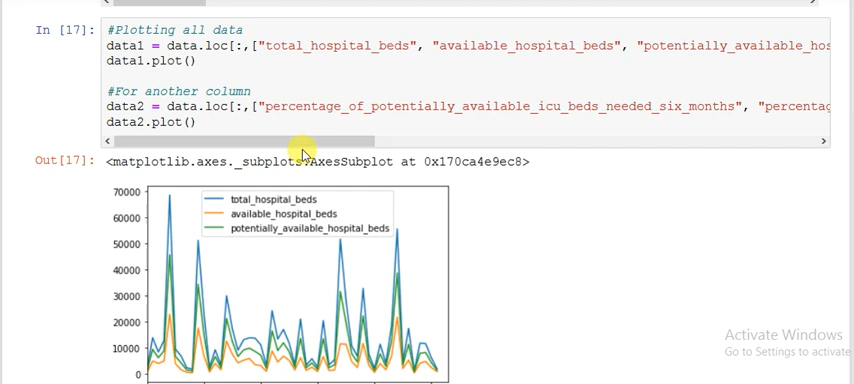 In [17]:
#Plotting all data
data1 = data.loc[:,["total_hospital_beds", "available_hospital_beds", "potentially_available_hos
data1.plot()
#For another column
data2 = data.loc[:,["percentage_of_potentially_available_icu_beds_needed_six_months", "percentag
data2.plot()
Out[17]: <matplotlib.axes._subplots.AxesSubplot at 0x170ca4e9ec8>
total_hospital_beds
available_hospital_beds
potentially_available_hospital_beds
70000
60000
50000
40000
30000
20000
10000
0
Activate Windows
Go to Settings to activate